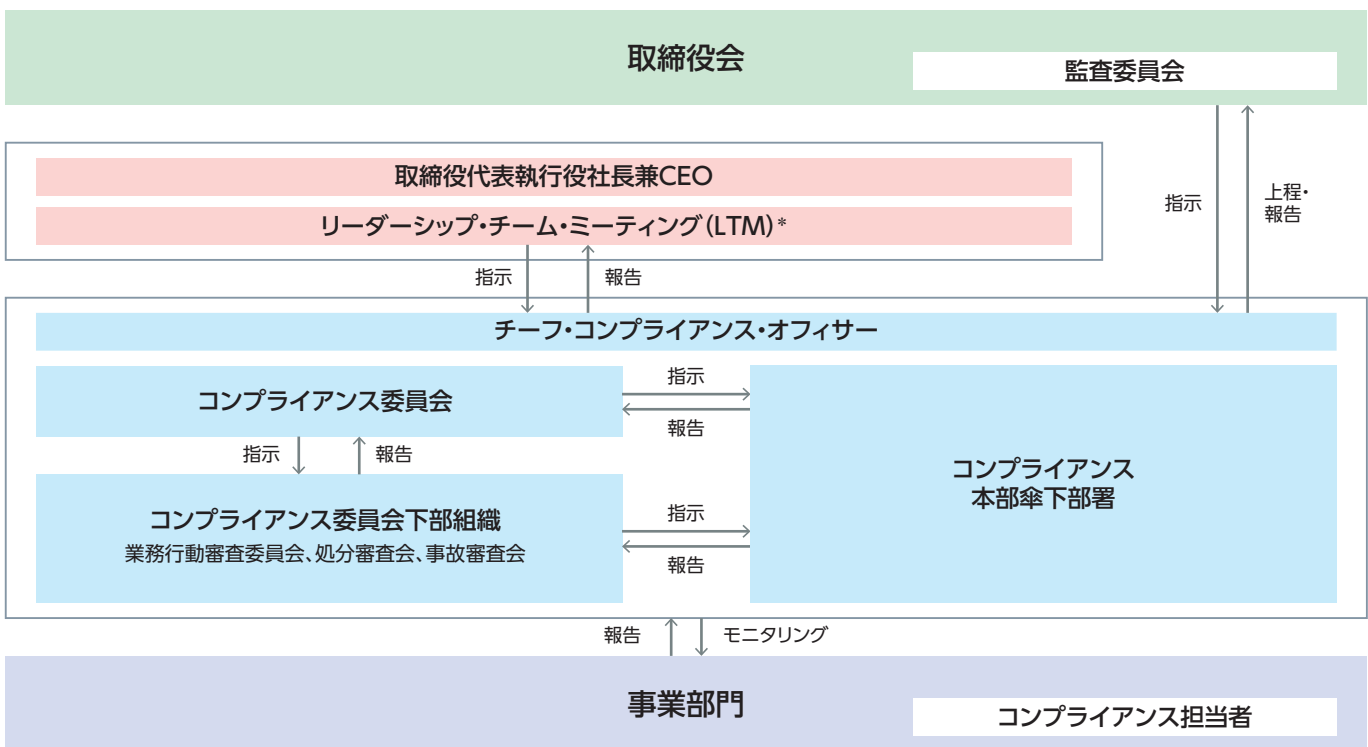 取締役会
監査委員会
取締役代表執行役社長兼CEO
リーダーシップ・チーム・ミーティング(LTM)*
指示
上程・
報告
指示
報告
チーフ・コンプライアンス・オフィサー
コンプライアンス委員会
指示
報告
指示
報告
コンプライアンス
本部傘下部署
コンプライアンス委員会下部組織
業務行動審査委員会、処分審査会、事故審査会
指示
報告
報告
モニタリング
事業部門
コンプライアンス担当者